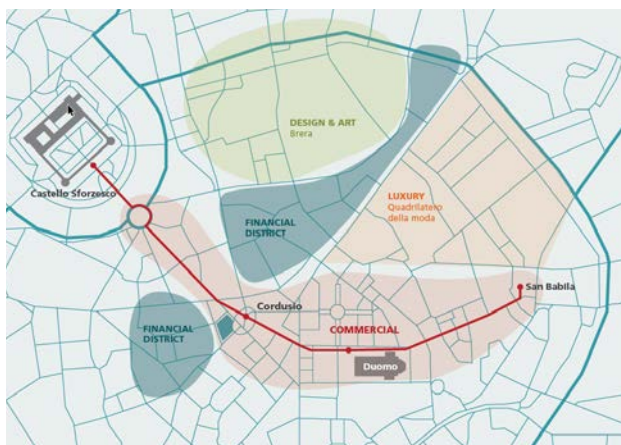 DESIGN & ART
Brera
Castello Sforzesco
LUXURY
Quadrilatero
della moda
FINANCIAL
DISTRICT
San Babila
Cordusio
FINANCIAL
DISTRICT
COMMERCIAL
Duomo